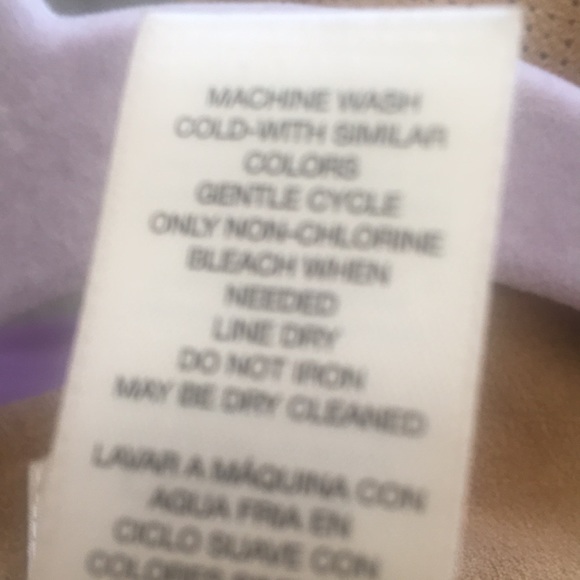 MACHINE WASH
COLD-WITH SIMILAR
COLORS
GENTLE CYCLE
ONLY NON-CHLORINE
BLEACH WHEN
NEEDED
LINE DRY
DO NOT IRON
MAY BE DRY CLEANED
LAVAR A MÁQUINA CON
AGUA FRIA EN
CICLO SUAVE CON
COLORES